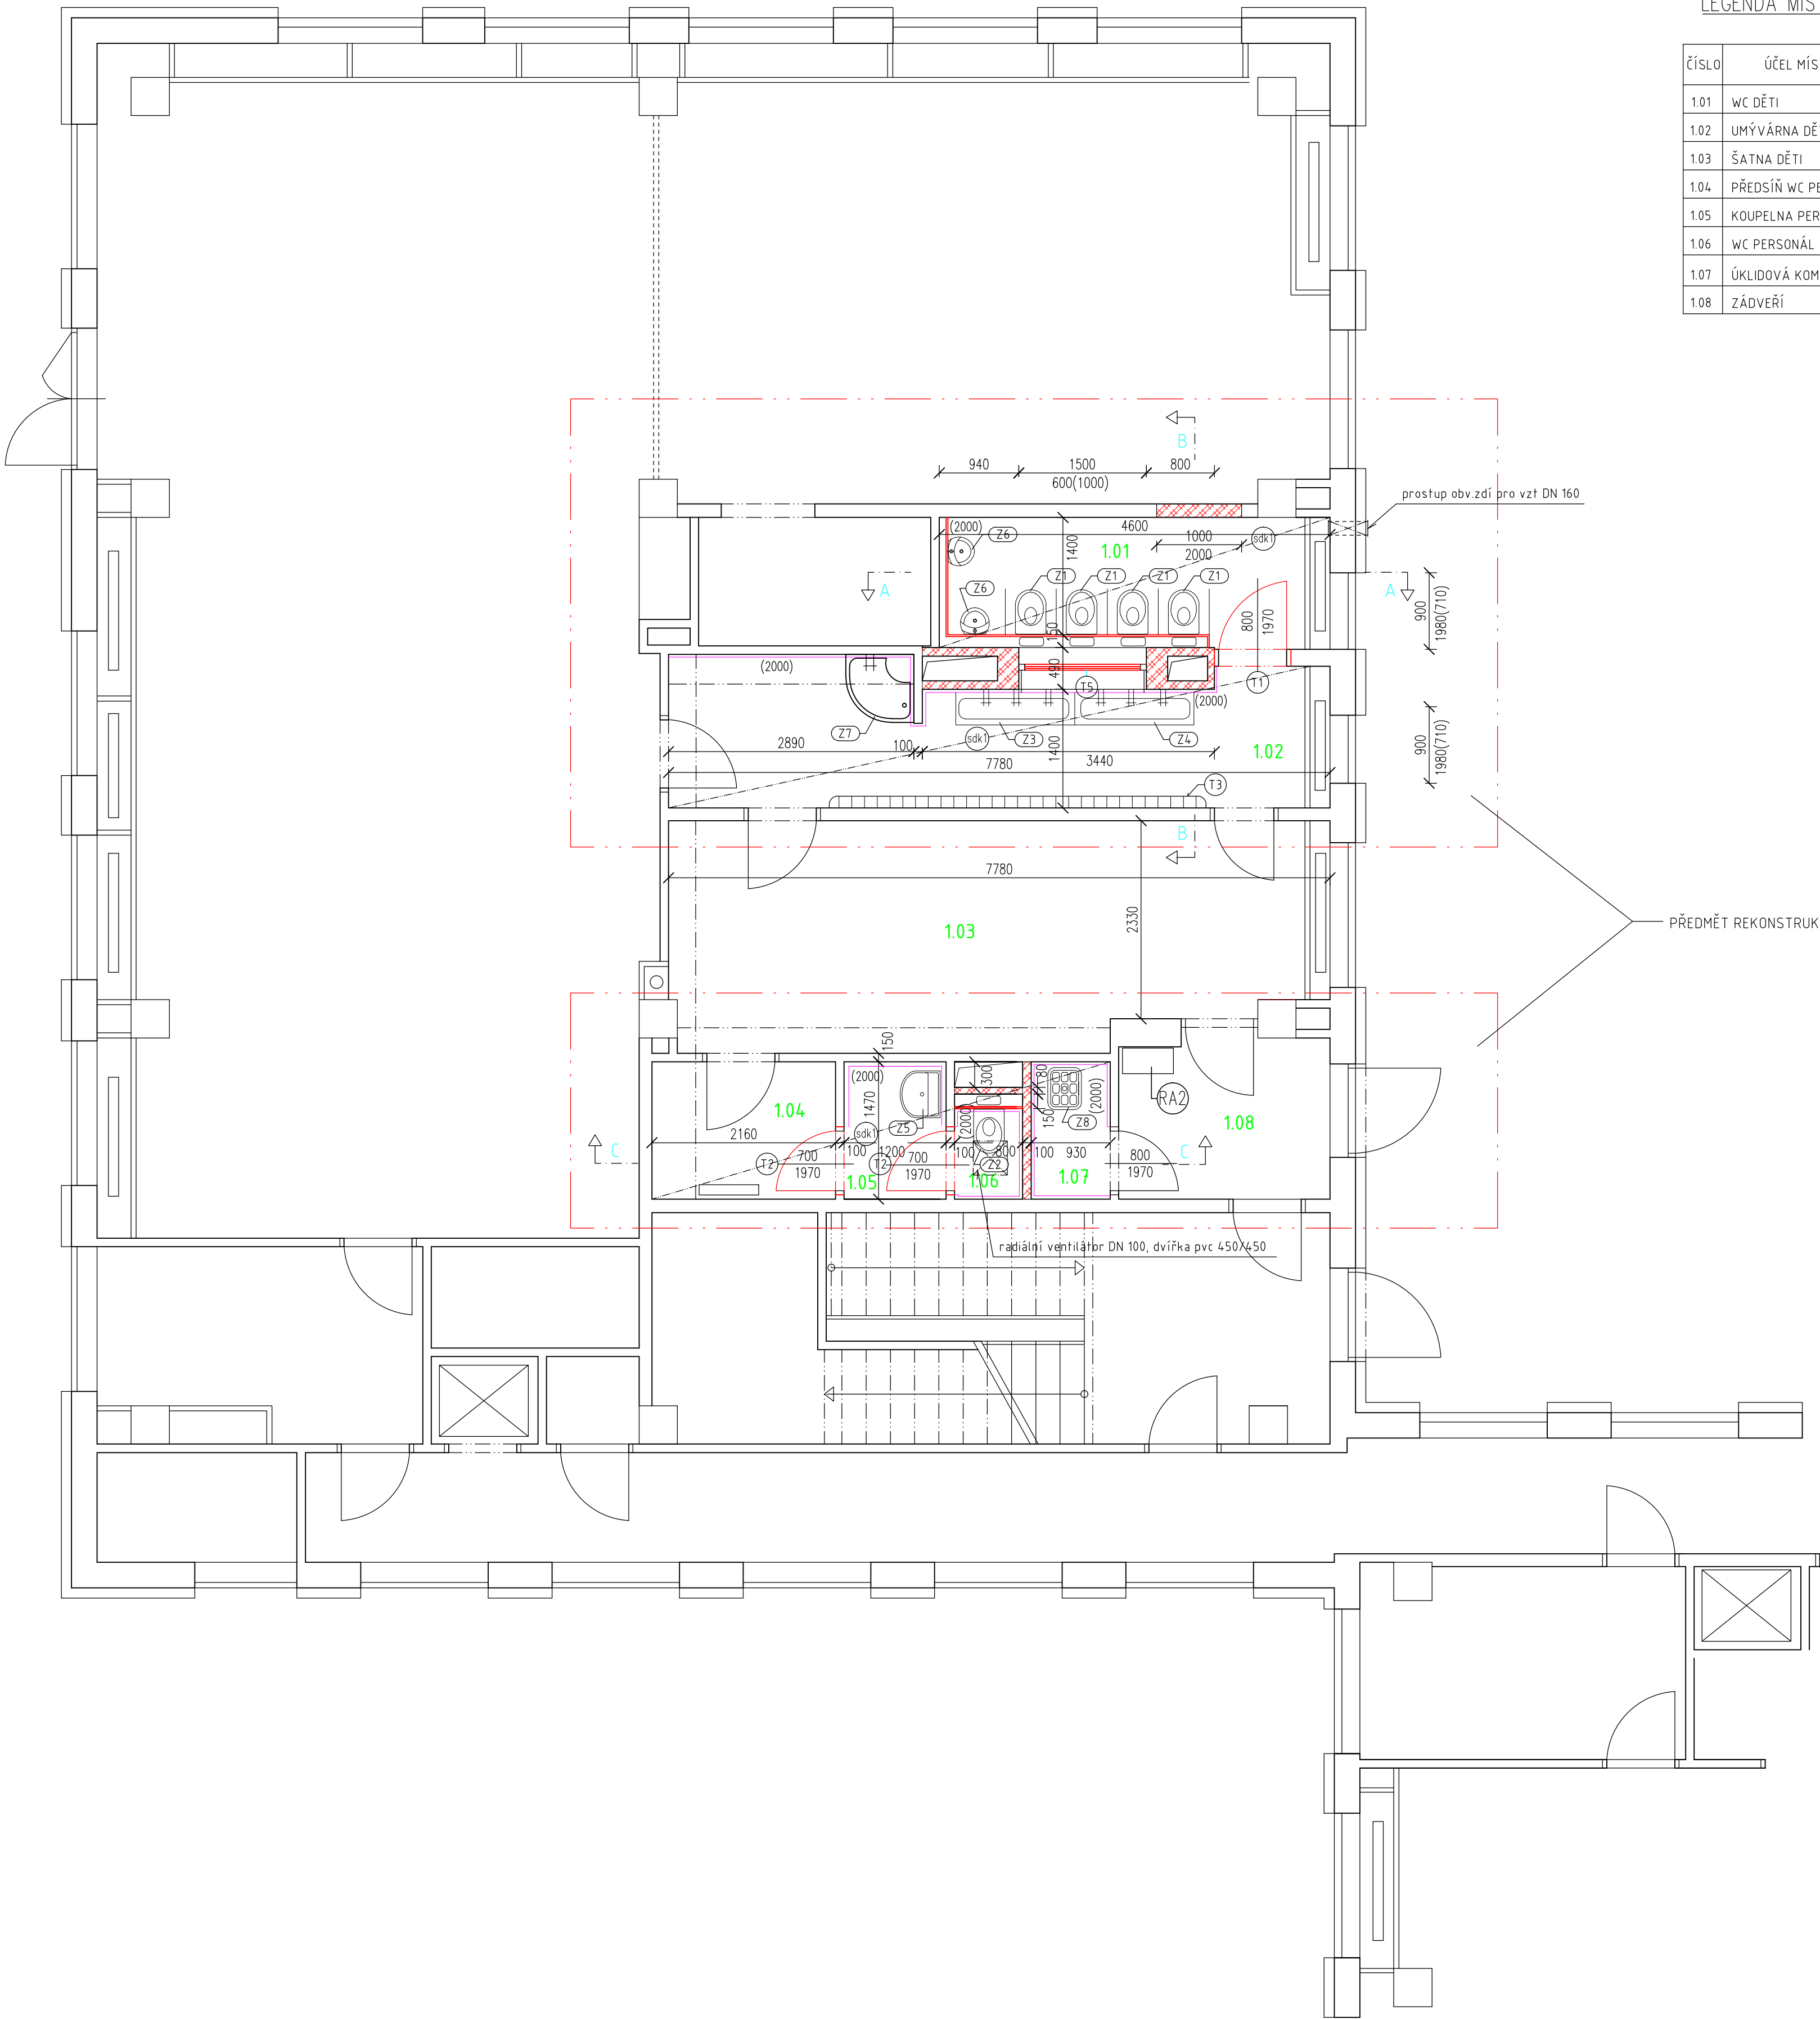 LEGENDA MÍS
ČÍSLO ÚČEL MÍS
1.01 WC DĚTI
1.02 UMÝVÁRNA DĚ
1.03 ŠATNA DĚTI
1.04 PŘEDSÍŇ WC PE
1.05 KOUPELNA PER
1.06 WC PERSONÁL
1.07 ÚKLIDOVÁ KOM
1.08 ZÁDVEŘÍ
B
940 1500 800
600(1000)
prostup obv.zdí pro vzt DN 160
(2000) 4600
Z6 1.01 1000 sdk1
1400 2000
A Z6 Z1 Z1 Z1 Z1 A
900
1980(710)
150 800
1970
(2000) 490 T5 T1
(2000)
Z7 sdk1 Z3 Z4
2890 100 1400 3440 1.02
900
1980(710)
7780
T3
B
7780
2330
1.03
PŘEDMĚT REKONSTRUK
150
(2000) 300 80
1470 (2000) 150 (2000) RA2
1.04 sdk1 Z5 Z8 1.08
2160 100 1200 100 800 100 930
C T2 700 T2 700 Z2 800 C
1970 1970 1970
1.05 1.06 1.07
radiální ventilátor DN 100, dvířka pvc 450/450